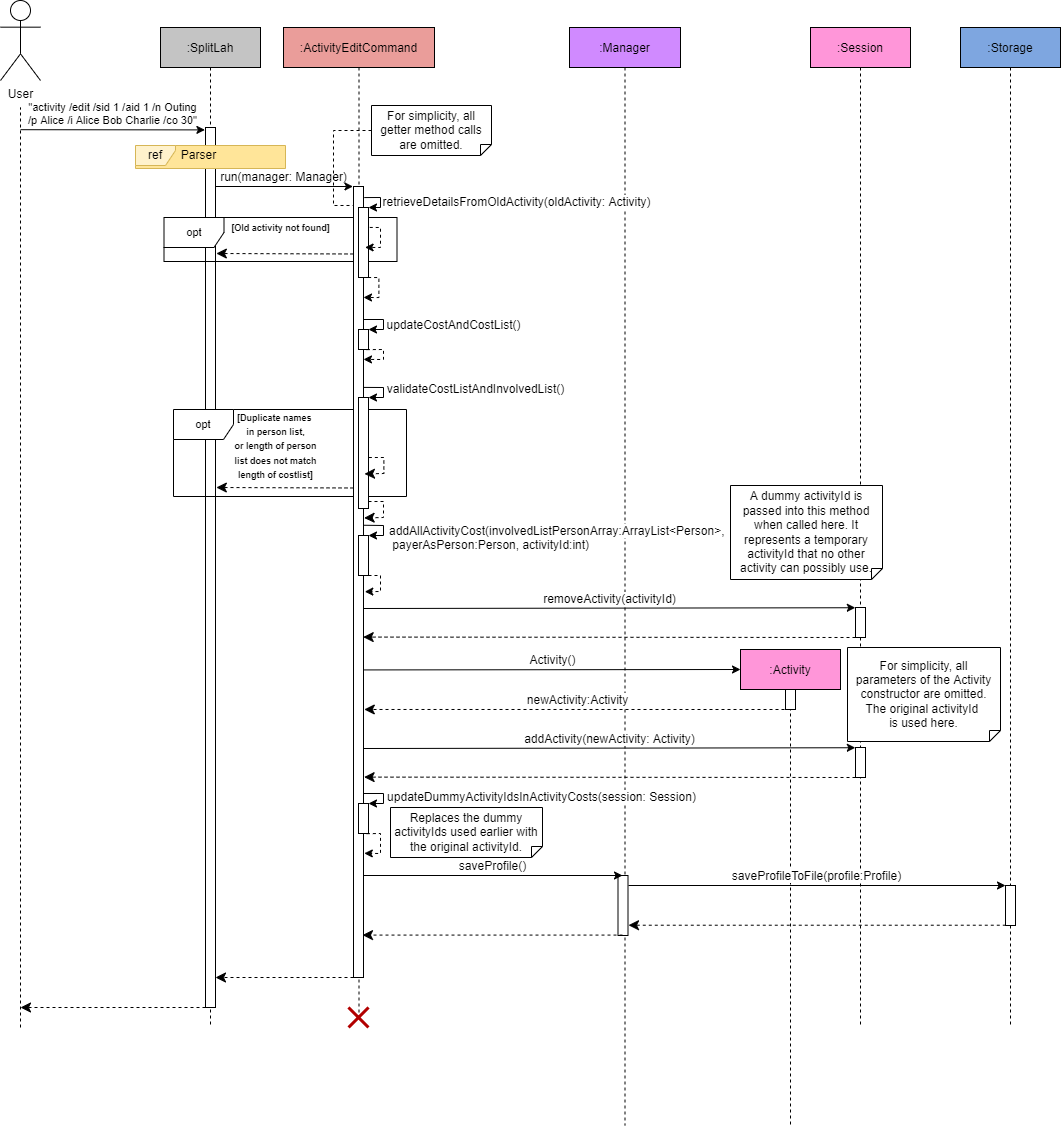 :SplitLah
:ActivityEditCommand
:Manager
:Session
:Storage
User
"activity /edit /sid 1 /aid 1 /n Outing
/p Alice /i Alice Bob Charlie /co 30"
For simplicity, all
getter method calls
are omitted.
ref
Parser
run(manager: Manager)
retrieveDetailsFromOldActivity(oldActivity: Activity)
opt
[Old activity not found]
updateCostAndCostList()
validateCostListAndInvolvedList()
opt
[Duplicate names
in person list,
or length of person
list does not match
length of costlist]
A dummy activityId is
passed into this method
when called here. It
represents a temporary
activityId that no other
activity can possibly use.
addAllActivityCost(involvedListPersonArray:ArrayList<Person>,
payerAsPerson:Person, activityId:int)
removeActivity(activityId)
Activity()
:Activity
For simplicity, all
parameters of the Activity
constructor are omitted.
The original activityId
is used here.
newActivity:Activity
addActivity(newActivity: Activity)
updateDummyActivityIdsInActivityCosts(session: Session)
Replaces the dummy
activityIds used earlier with
the original activityId.
saveProfile()
saveProfileToFile(profile:Profile)